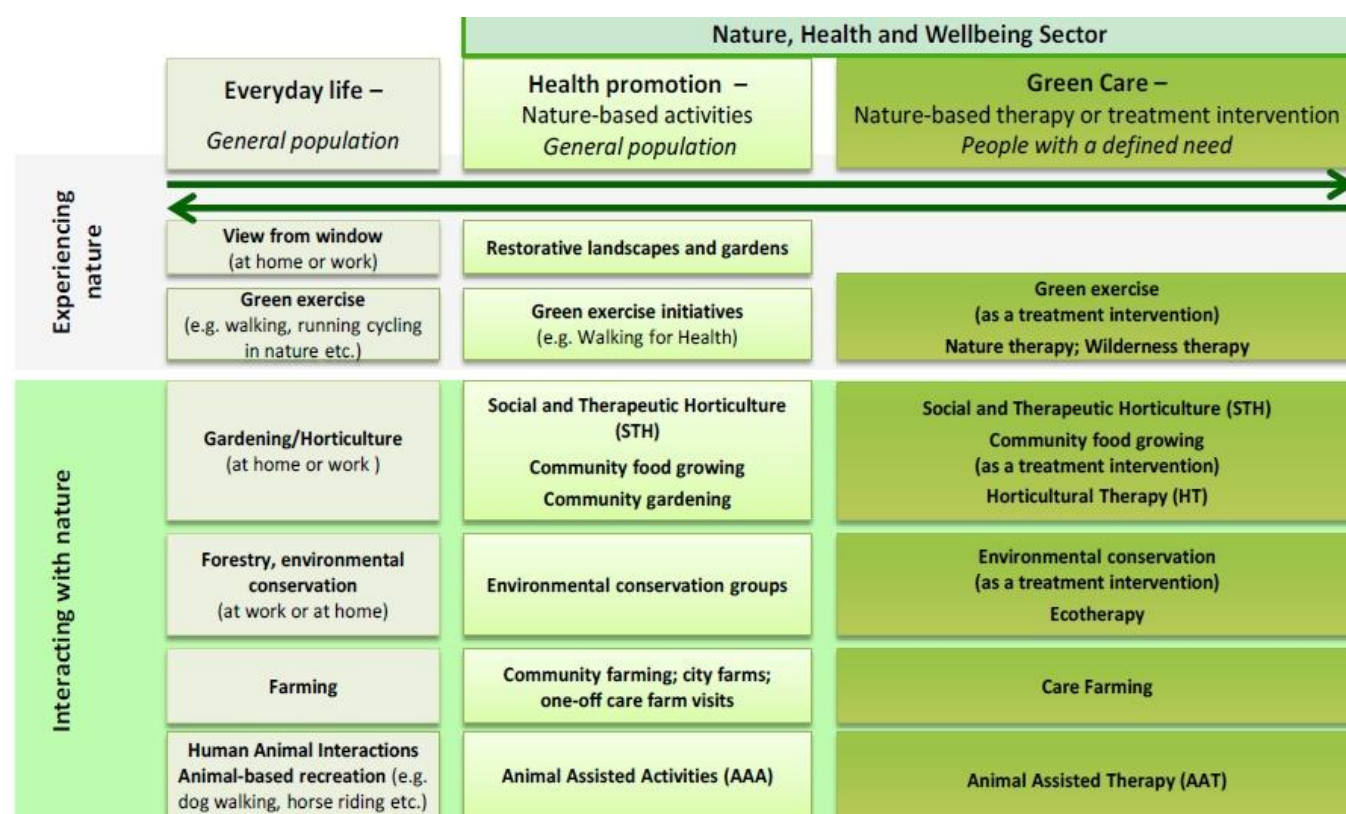 Nature, Health and Wellbeing Sector
Everyday life –
General population
Health promotion –
Nature-based activities
General population
Green Care –
Nature-based therapy or treatment intervention
People with a defined need
Experiencing
nature
View from window
(at home or work)
Restorative landscapes and gardens
Green exercise
(e.g. walking, running cycling
in nature etc.)
Green exercise initiatives
(e.g. Walking for Health)
Green exercise
(as a treatment intervention)
Nature therapy; Wilderness therapy
Interacting with nature
Gardening/Horticulture
(at home or work )
Social and Therapeutic Horticulture
(STH)
Community food growing
Community gardening
Social and Therapeutic Horticulture (STH)
Community food growing
(as a treatment intervention)
Horticultural Therapy (HT)
Forestry, environmental
conservation
(at work or at home)
Environmental conservation groups
Environmental conservation
(as a treatment intervention)
Ecotherapy
Farming
Community farming; city farms;
one-off care farm visits
Care Farming
Human Animal Interactions
Animal-based recreation (e.g.
dog walking, horse riding etc.)
Animal Assisted Activities (AAA)
Animal Assisted Therapy (AAT)